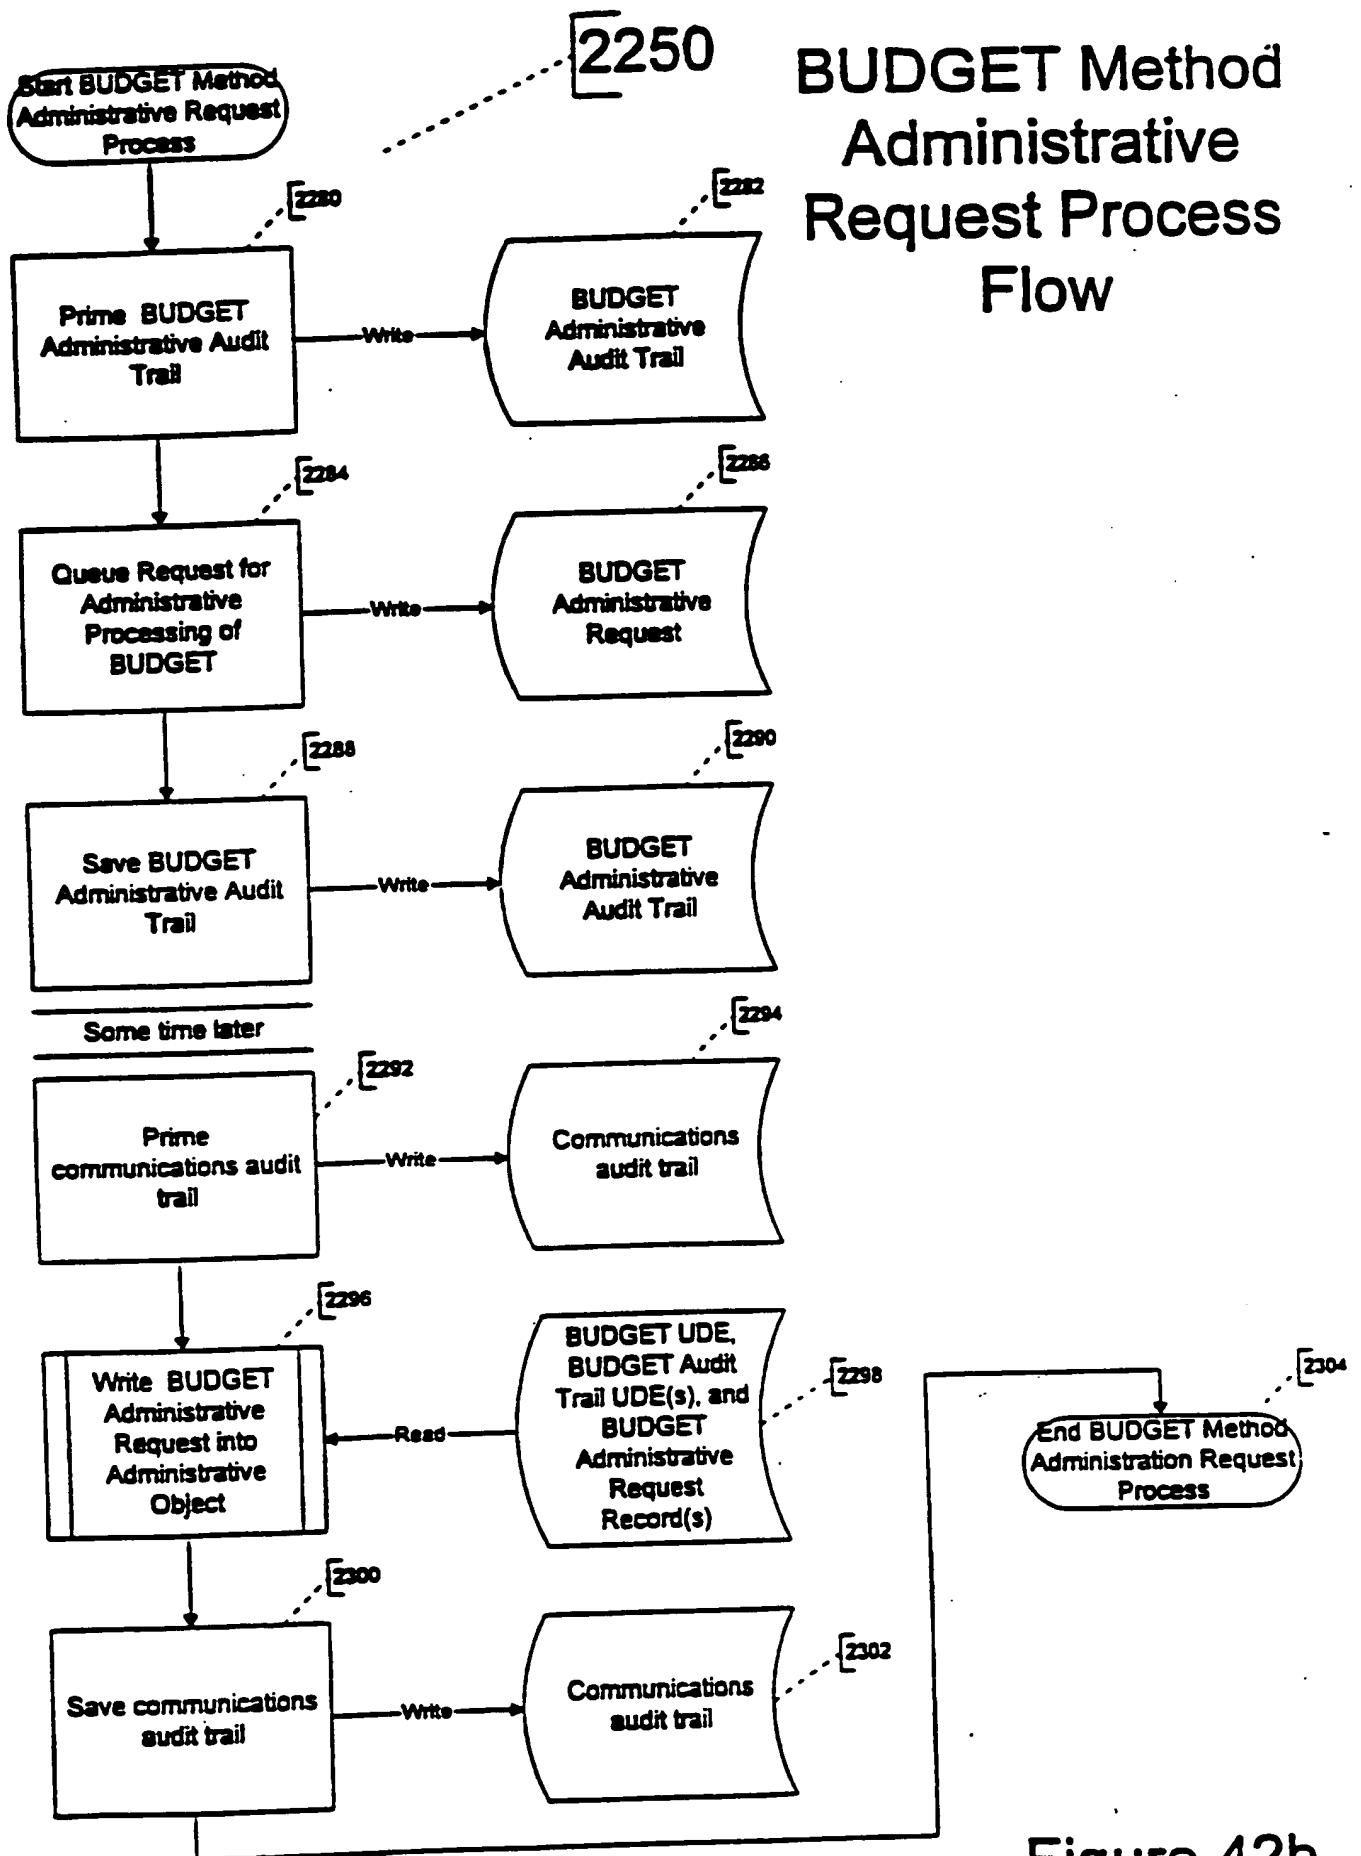 2250
BUDGET Method
Administrative
Request Process
Flow
Start BUDGET Method
Administrative Request
Process
2280
Prime BUDGET
Administrative Audit
Trail
Write
2282
BUDGET
Administrative
Audit Trail
2284
Queue Request for
Administrative
Processing of
BUDGET
Write
2286
BUDGET
Administrative
Request
2288
Save BUDGET
Administrative Audit
Trail
Write
2290
BUDGET
Administrative
Audit Trail
Some time later
2292
Prime
communications audit
trail
Write
2294
Communications
audit trail
2296
Write BUDGET
Administrative
Request into
Administrative
Object
Read
BUDGET UDE,
BUDGET Audit
Trail UDE(s), and
BUDGET
Administrative
Request
Record(s)
2298
2300
Save communications
audit trail
Write
Communications
audit trail
2302
2304
End BUDGET Method
Administration Request
Process
Figure 42b